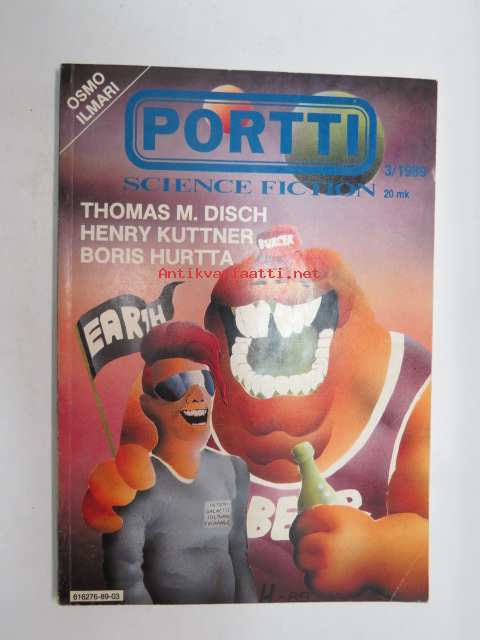 OSMO
ILMARI
PORTTI
3/1989
SCIENCE FICTION
20 mk
THOMAS M. DISCH
HENRY KUTTNER
BORIS HURTTA
BURGER
Antikvariaatti.net
EARTH
BEER
616276-89-03